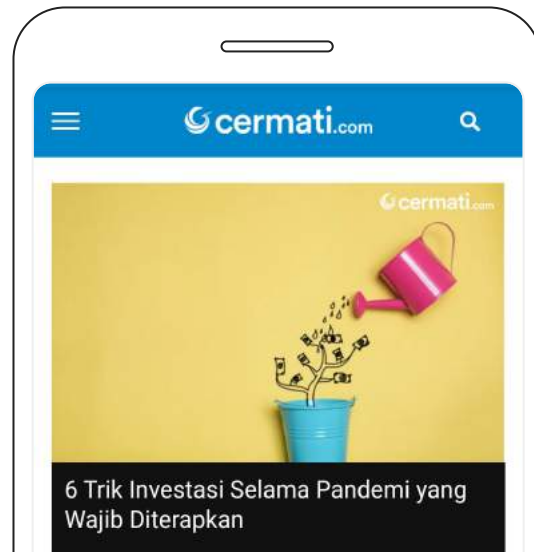 cermati.com
cermati.com
6 Trik Investasi Selama Pandemi yang
Wajib Diterapkan